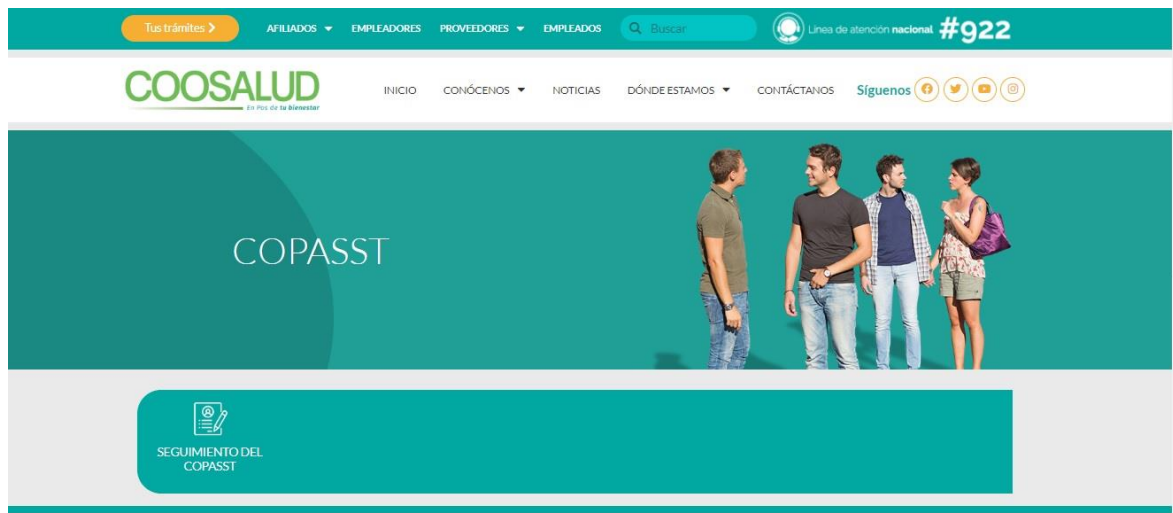 Tus trámites >
AFILIADOS
EMPLEADORES
PROVEEDORES
EMPLEADOS
Buscar
Línea de atención nacional #922
COOSALUD
En Pos de tu bienestar
INICIO
CONÓCENOS
NOTICIAS
DÓNDE ESTAMOS
CONTÁCTANOS
Síguenos
COPASST
SEGUIMIENTO DEL
COPASST